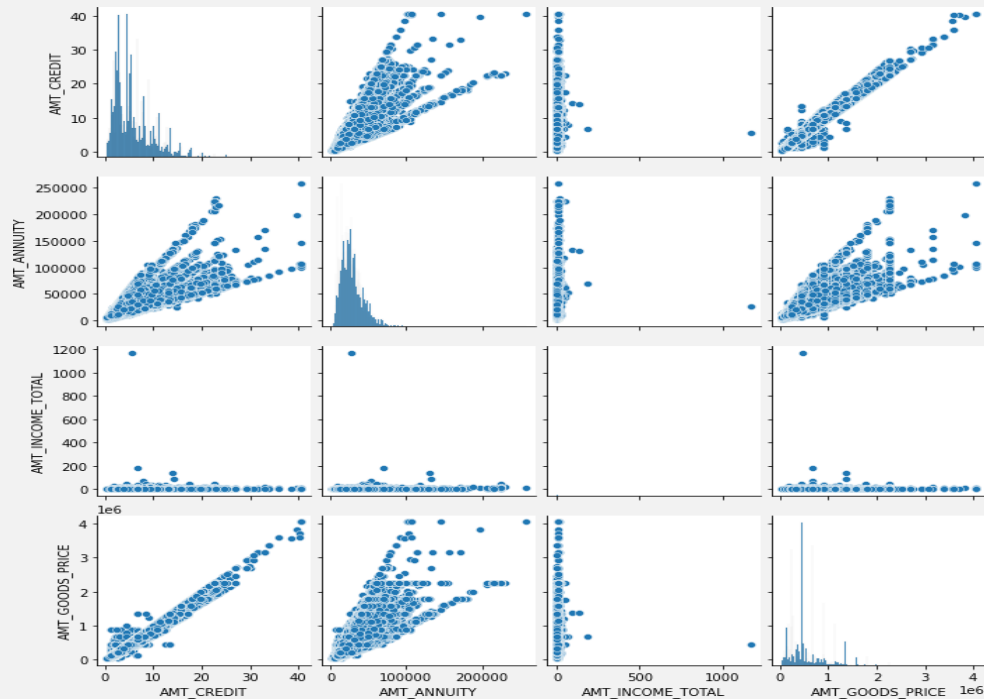 AMT_CREDIT
40
30
20
10
0
AMT_ANNUITY
250000
200000
150000
100000
50000
0
AMT_INCOME_TOTAL
1200
1000
800
600
400
200
0
1e6
AMT_GOODS_PRICE
4
3
2
1
0
0 10 20 30 40
0 100000 200000
0 500 1000
0 1 2 3 4
1e6
AMT_CREDIT AMT_ANNUITY AMT_INCOME_TOTAL AMT_GOODS_PRICE